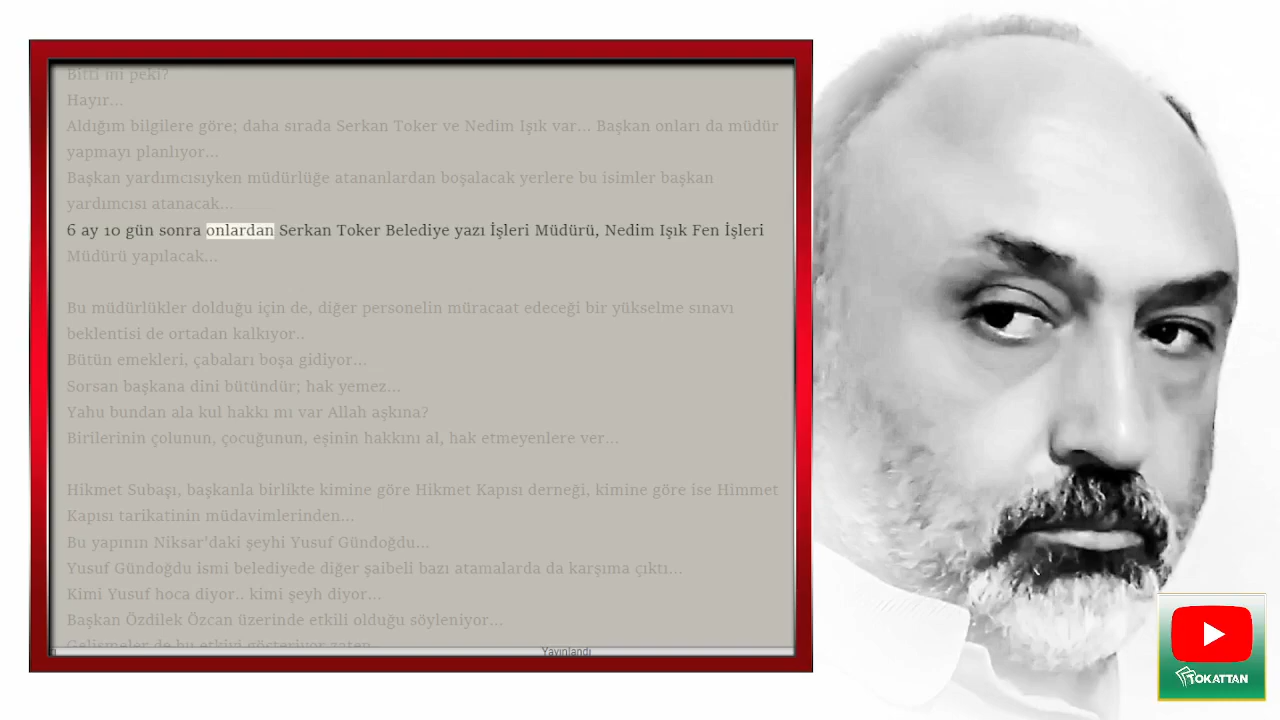 Bitti mi peki?
Hayır...
Aldığım bilgilere göre; daha sırada Serkan Toker ve Nedim Işık var... Başkan onları da müdür
yapmayı planlıyor...
Başkan yardımcısıyken müdürlüğe atananlardan boşalacak yerlere bu isimler başkan
yardımcısı atanacak...
6 ay 10 gün sonra onlardan Serkan Toker Belediye yazı İşleri Müdürü, Nedim Işık Fen İşleri
Müdürü yapılacak...
Bu müdürlükler dolduğu için de, diğer personelin müracaat edeceği bir yükselme sınavı
beklentisi de ortadan kalkıyor..
Bütün emekleri, çabaları boşa gidiyor...
Sorsan başkana dini bütündür; hak yemez...
Yahu bundan ala kul hakkı mı var Allah aşkına?
Birilerinin çolunun, çocuğunun, eşinin hakkını al, hak etmeyenlere ver...
Hikmet Subaşı, başkanla birlikte kimine göre Hikmet Kapısı derneği, kimine göre ise Himmet
Kapısı tarikatinin müdavimlerinden...
Bu yapının Niksar'daki şeyhi Yusuf Gündoğdu...
Yusuf Gündoğdu ismi belediyede diğer şaibeli bazı atamalarda da karşıma çıktı...
Kimi Yusuf hoca diyor.. kimi şeyh diyor...
Başkan Özdilek Özcan üzerinde etkili olduğu söyleniyor...
Gelişmeler de bu etkiyi gösteriyor zaten
Yayınlandı
TOKATTAN